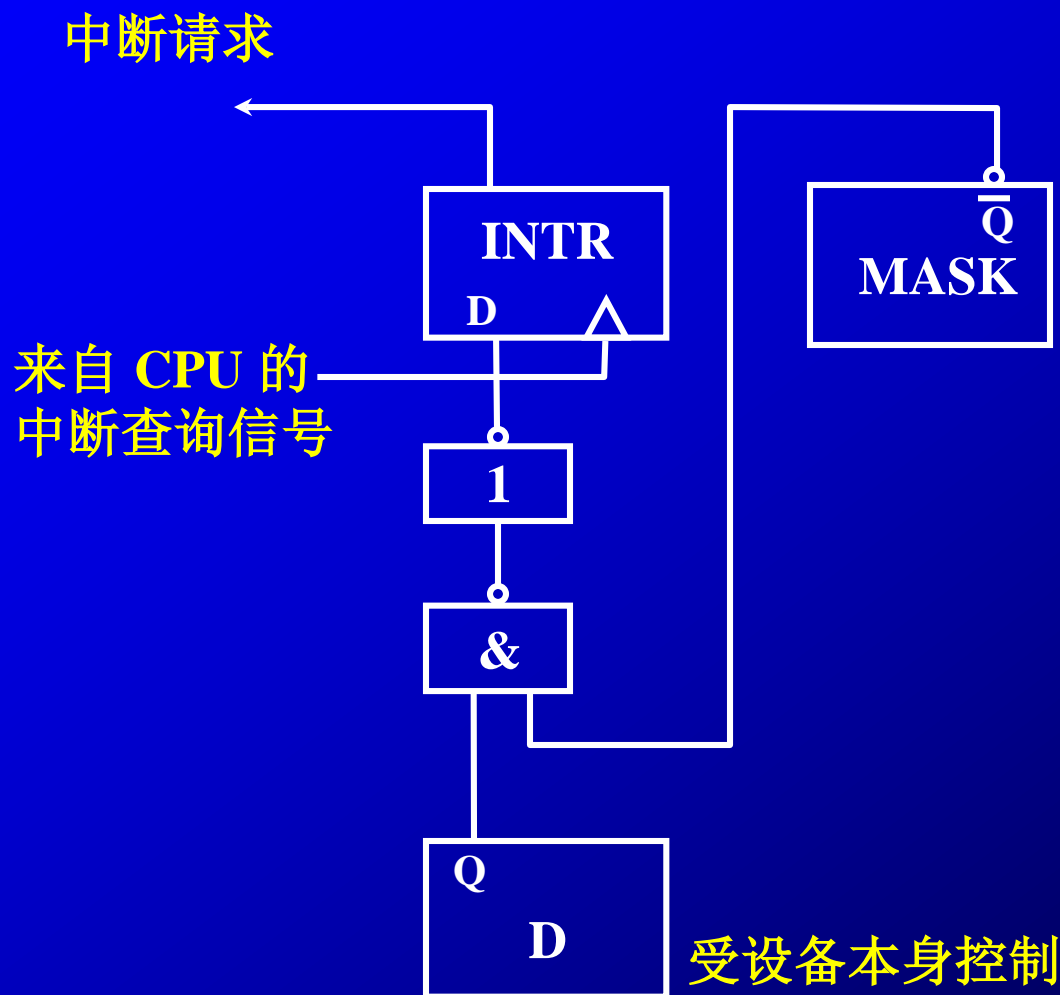 中断请求
INTR
D
Q
MASK
来自 CPU 的
中断查询信号
1
&
Q
D
受设备本身控制